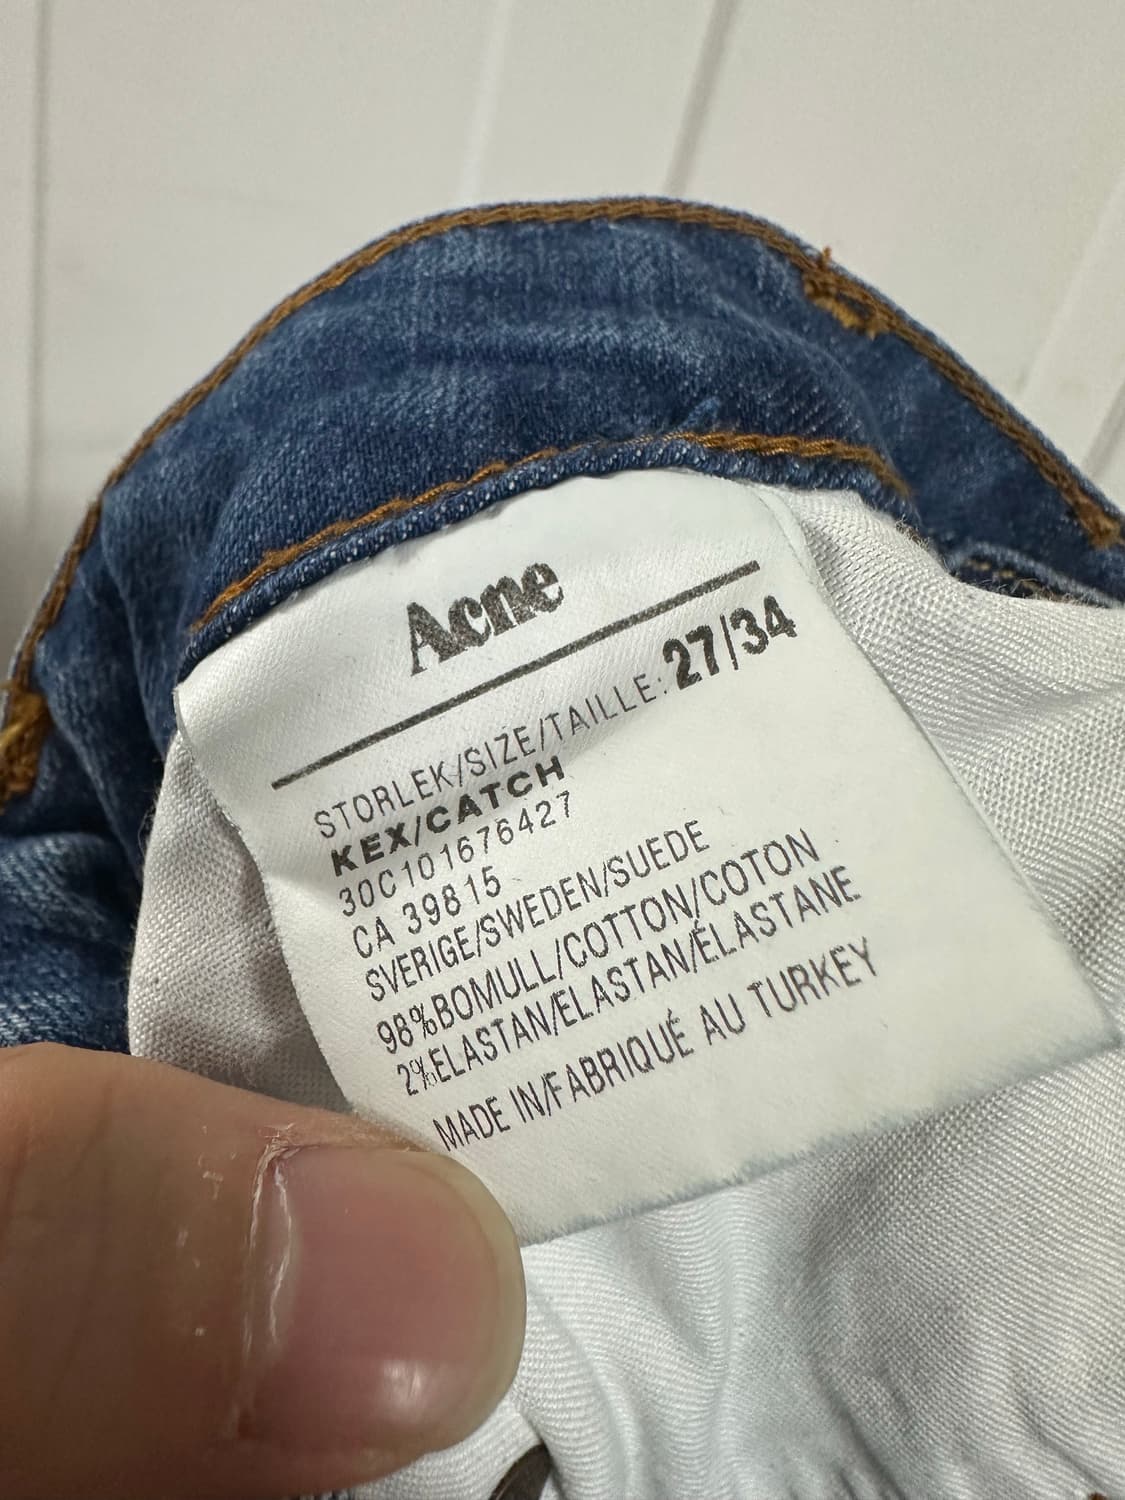 Acne
STORLEK/SIZE/TAILLE: 27/34
KEX/CATCH
30C101676427
CA 39815
SVERIGE/SWEDEN/SUEDE
98%BOMULL/COTTON/COTON
2%ELASTAN/ELASTAN/ÉLASTANE
MADE IN/FABRIQUÉ AU TURKEY